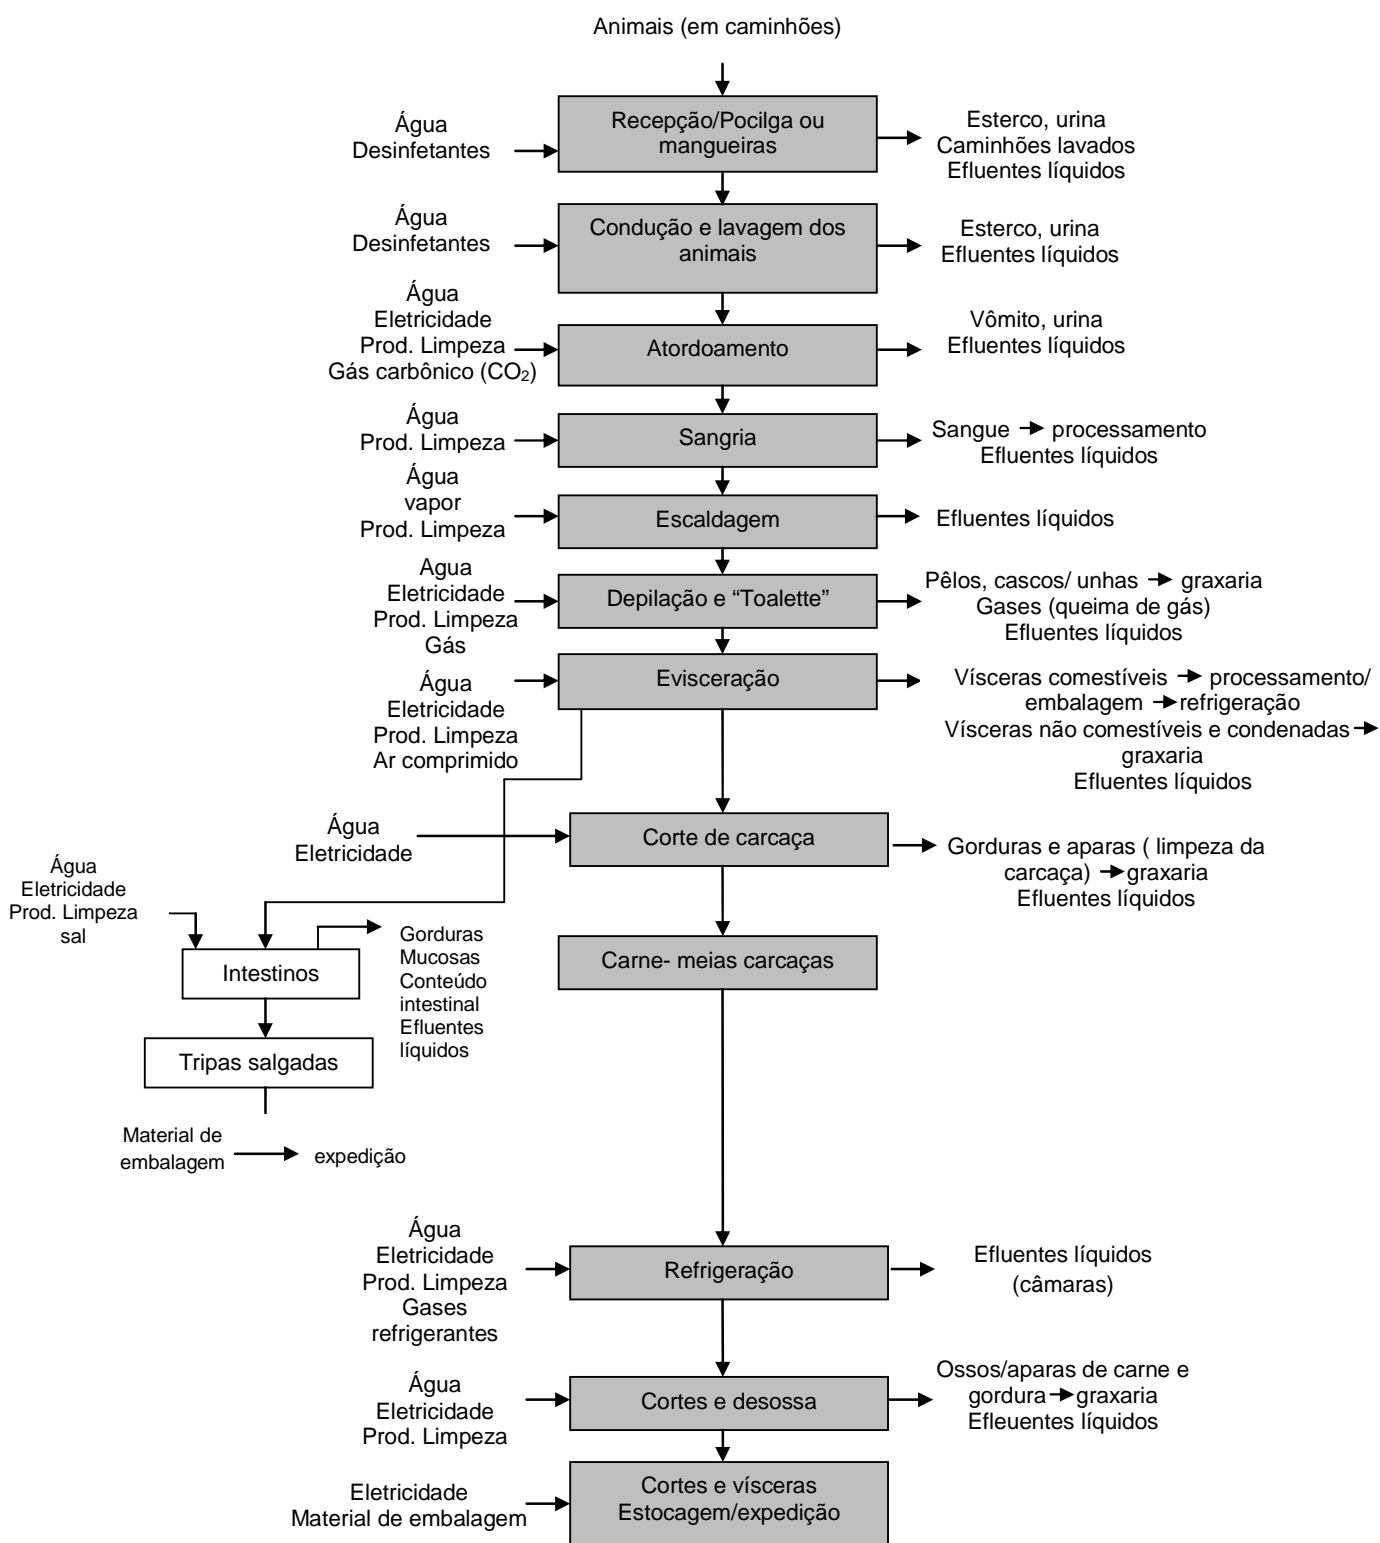 Animais (em caminhões)
Água
Desinfetantes
Recepção/Pocilga ou
mangueiras
Esterco, urina
Caminhões lavados
Efluentes líquidos
Água
Desinfetantes
Condução e lavagem dos
animais
Esterco, urina
Efluentes líquidos
Água
Eletricidade
Prod. Limpeza
Gás carbônico (CO₂)
Atordoamento
Vômito, urina
Efluentes líquidos
Água
Prod. Limpeza
Sangria
Sangue → processamento
Efluentes líquidos
Água
vapor
Prod. Limpeza
Escaldagem
Efluentes líquidos
Agua
Eletricidade
Prod. Limpeza
Gás
Depilação e “Toalette”
Pêlos, cascos/ unhas → graxaria
Gases (queima de gás)
Efluentes líquidos
Água
Eletricidade
Prod. Limpeza
Ar comprimido
Evisceração
Vísceras comestíveis → processamento/
embalagem → refrigeração
Vísceras não comestíveis e condenadas →
graxaria
Efluentes líquidos
Água
Eletricidade
Corte de carcaça
Gorduras e aparas ( limpeza da
carcaça) → graxaria
Efluentes líquidos
Água
Eletricidade
Prod. Limpeza
sal
Intestinos
Gorduras
Mucosas
Conteúdo
intestinal
Efluentes
líquidos
Carne- meias carcaças
Tripas salgadas
Material de
embalagem → expedição
Água
Eletricidade
Prod. Limpeza
Gases
refrigerantes
Refrigeração
Efluentes líquidos
(câmaras)
Água
Eletricidade
Prod. Limpeza
Cortes e desossa
Ossos/aparas de carne e
gordura → graxaria
Efleuentes líquidos
Eletricidade
Material de embalagem
Cortes e vísceras
Estocagem/expedição